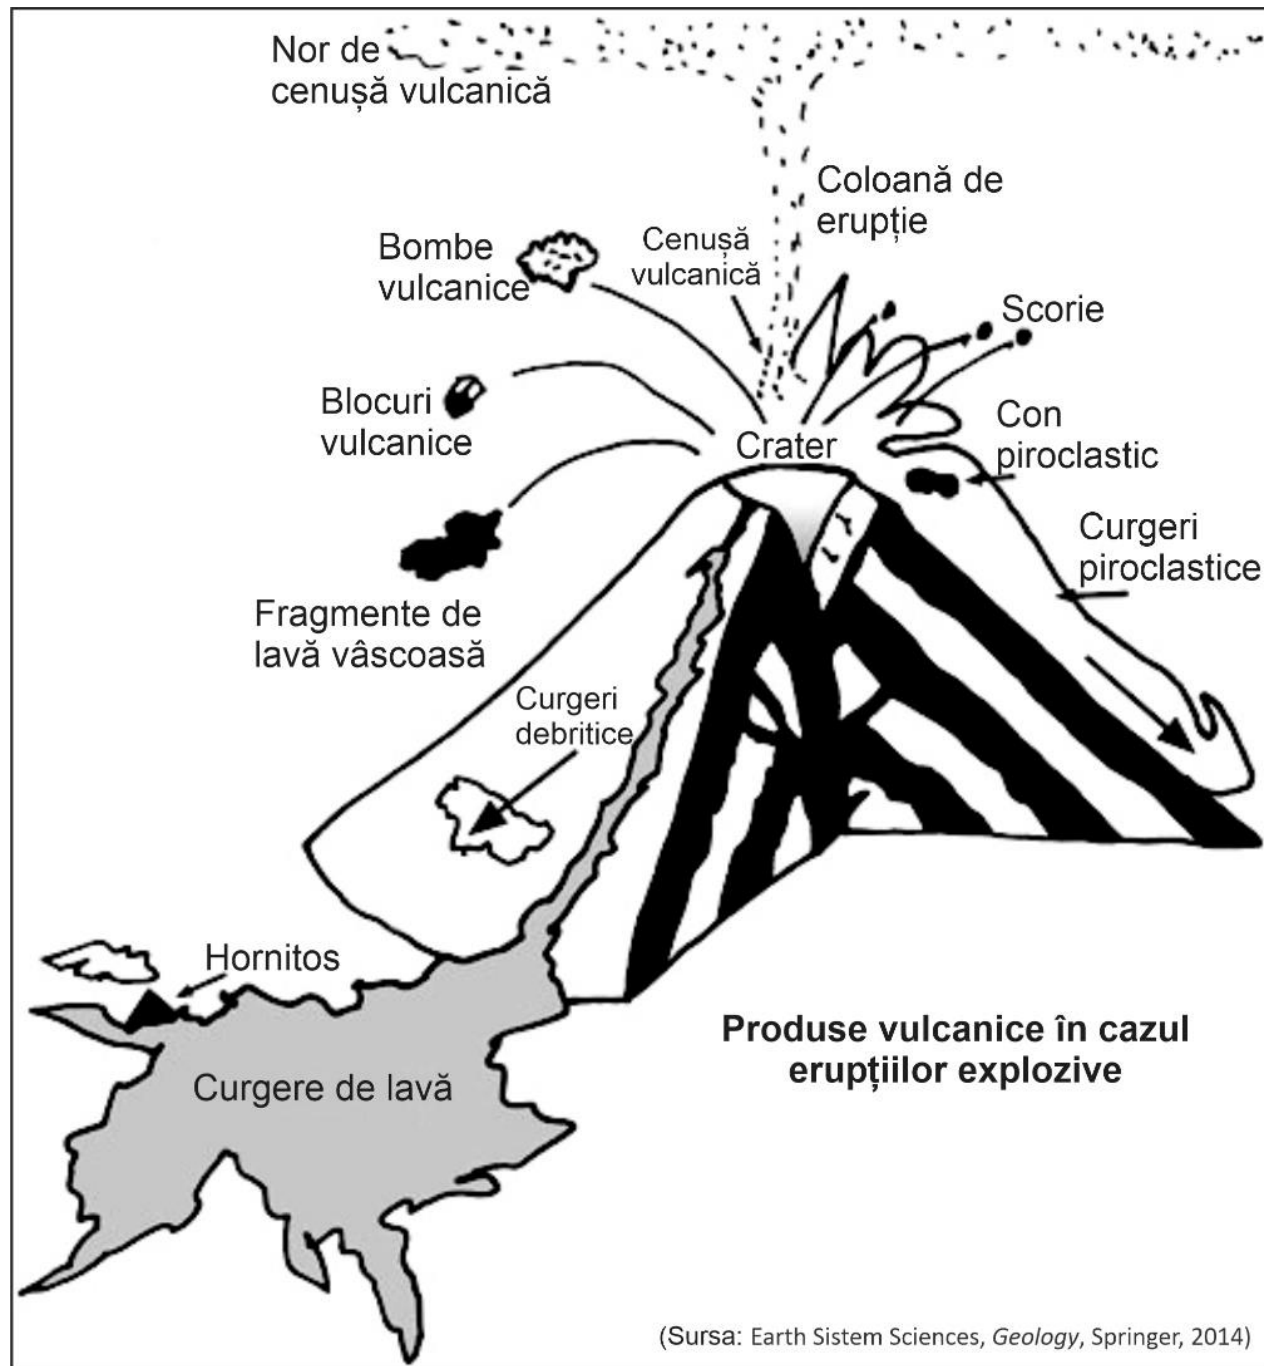 Nor de
cenușă vulcanică
Coloană de
erupție
Bombe
vulcanice
Cenușă
vulcanică
Scorie
Blocuri
vulcanice
Crater
Con
piroclastic
Curgeri
piroclastice
Fragmente de
lavă vâscoasă
Curgeri
debritice
Hornitos
Curgere de lavă
Produse vulcanice în cazul
erupțiilor explozive
(Sursa: Earth Sistem Sciences, Geology, Springer, 2014)